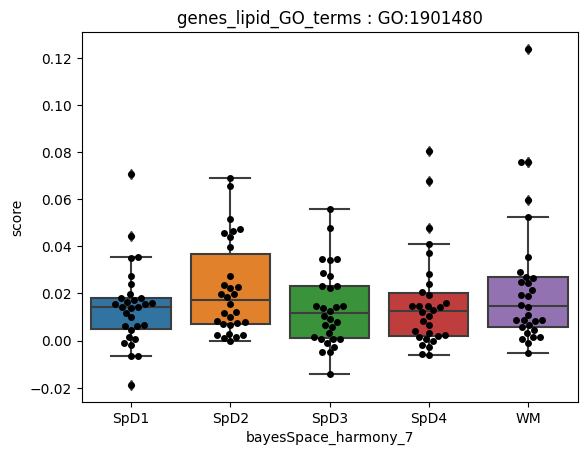 genes_lipid_GO_terms : GO:1901480
score
0.12
0.10
0.08
0.06
0.04
0.02
0.00
−0.02
SpD1 SpD2 SpD3 SpD4 WM
bayesSpace_harmony_7